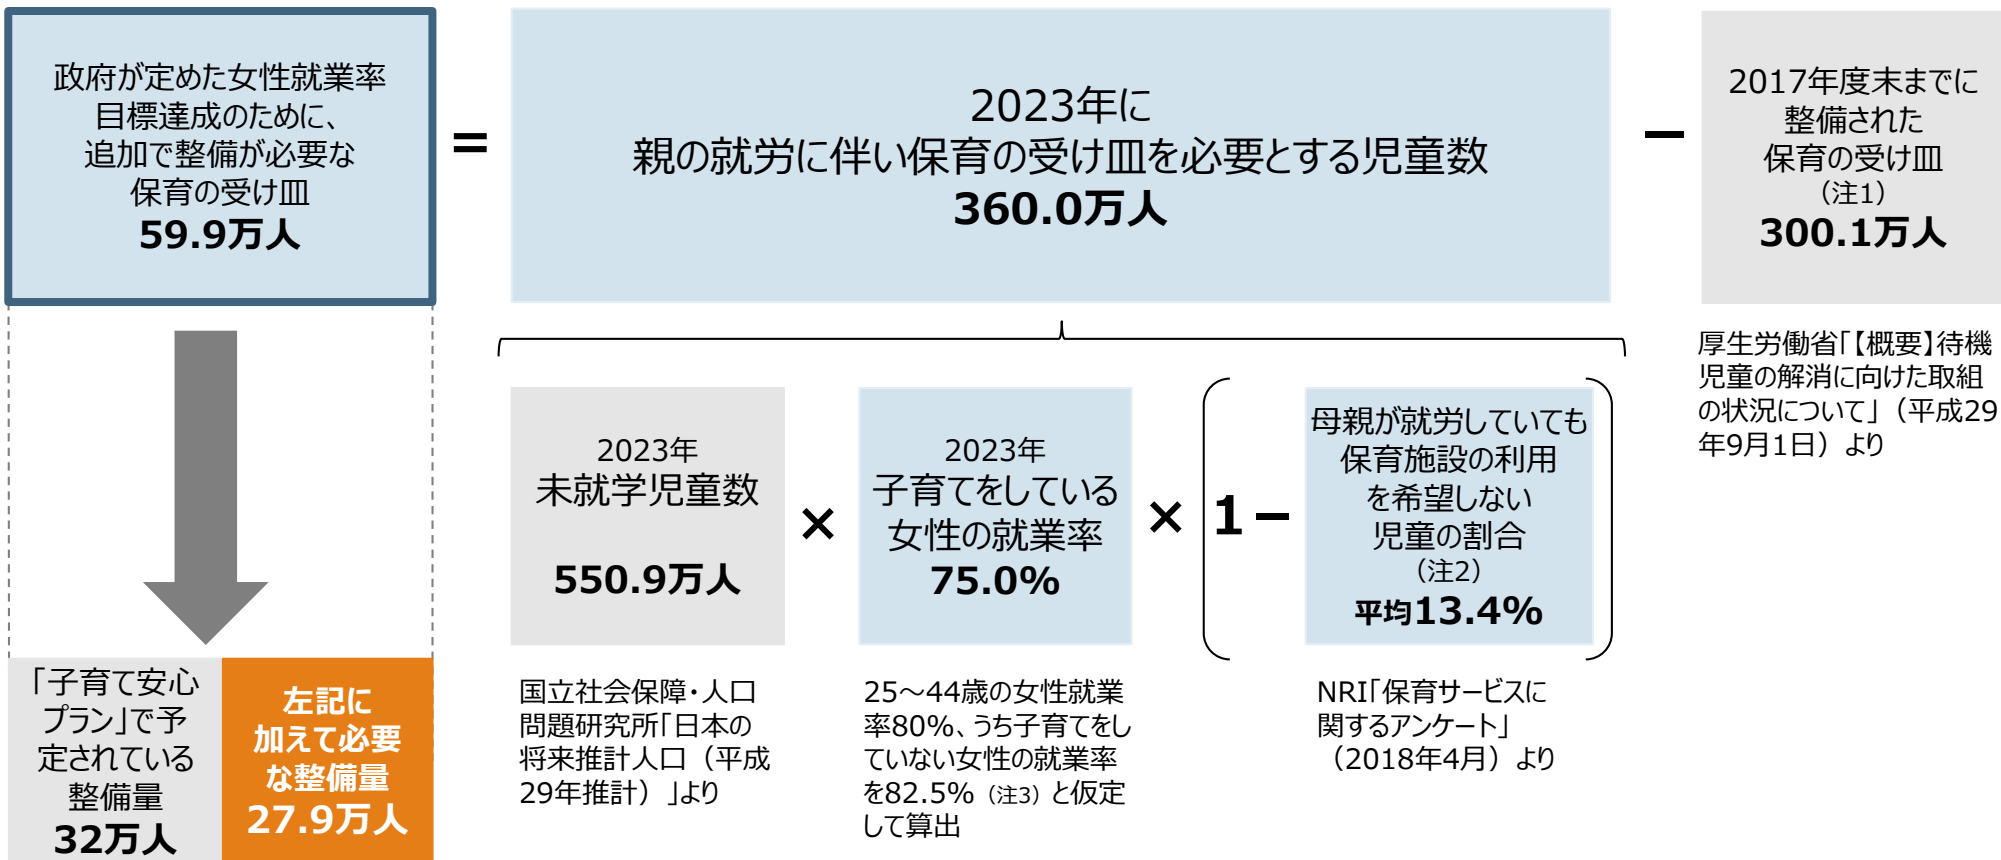 政府が定めた女性就業率
目標達成のために、
追加で整備が必要な
保育の受け皿
59.9万人
=
2023年に
親の就労に伴い保育の受け皿を必要とする児童数
360.0万人
－
2017年度末までに
整備された
保育の受け皿
（注1）
300.1万人
厚生労働省「【概要】待機
児童の解消に向けた取組
の状況について」（平成29
年9月1日）より
2023年
未就学児童数
550.9万人
×
2023年
子育てをしている
女性の就業率
75.0%
×
1－
母親が就労していても
保育施設の利用
を希望しない
児童の割合
（注2）
平均13.4%
国立社会保障・人口
問題研究所「日本の
将来推計人口（平成
29年推計）」より
25～44歳の女性就業
率80%、うち子育てをし
ていない女性の就業率
を82.5%（注3）と仮定
して算出
NRI「保育サービスに
関するアンケート」
（2018年4月）より
「子育て安心
プラン」で予
定されている
整備量
32万人
左記に
加えて必要
な整備量
27.9万人